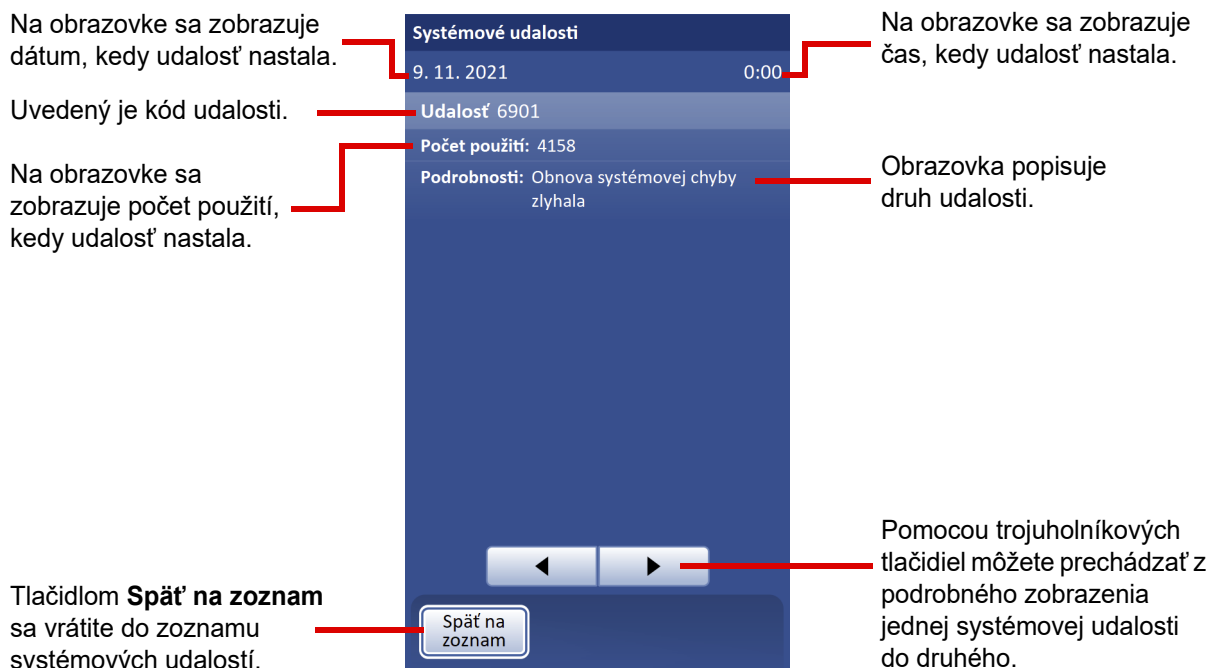 Na obrazovke sa zobrazuje
dátum, kedy udalosť nastala.
Uvedený je kód udalosti.
Na obrazovke sa
zobrazuje počet použití,
kedy udalosť nastala.
Tlačidlom Späť na zoznam
sa vrátite do zoznamu
systémových udalostí.
Systémové udalosti
9. 11. 2021 0:00
Udalosť 6901
Počet použití: 4158
Podrobnosti: Obnova systémovej chyby
zlyhala
Späť na
zoznam
Na obrazovke sa zobrazuje
čas, kedy udalosť nastala.
Obrazovka popisuje
druh udalosti.
Pomocou trojuholníkových
tlačidiel môžete prechádzať z
podrobného zobrazenia
jednej systémovej udalosti
do druhého.